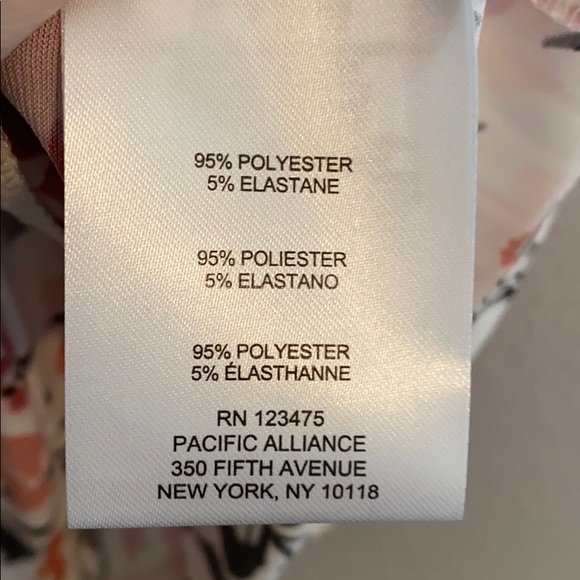 95% POLYESTER
5% ELASTANE
95% POLIESTER
5% ELASTANO
95% POLYESTER
5% ÉLASTHANNE
RN 123475
PACIFIC ALLIANCE
350 FIFTH AVENUE
NEW YORK, NY 10118